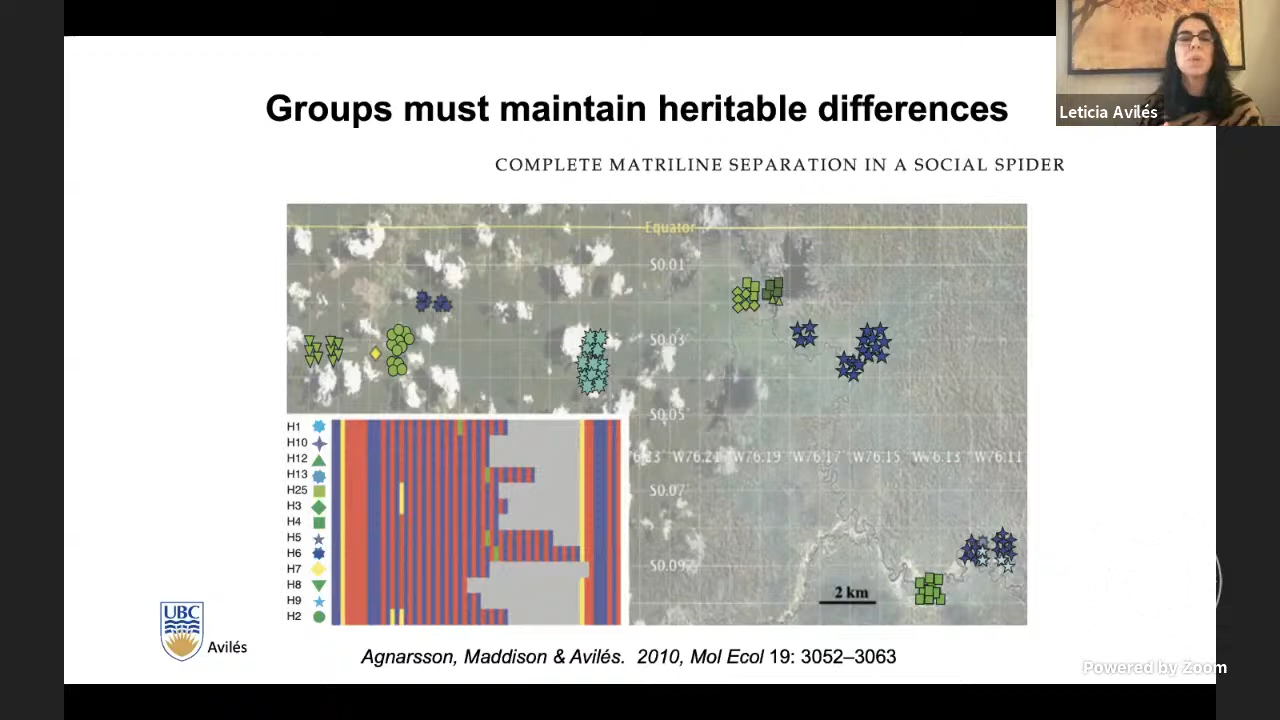 Groups must maintain heritable differences
Leticia Avilés
COMPLETE MATRILINE SEPARATION IN A SOCIAL SPIDER
Equator
S0.01
S0.03
S0.05
W76.21 W76.19 W76.17 W76.15 W76.13 W76.11
S0.07
S0.09
2 km
H1
H10
H12
H13
H25
H3
H4
H5
H6
H7
H8
H9
H2
UBC
Avilés
Agnarsson, Maddison & Avilés. 2010, Mol Ecol 19: 3052–3063
Powered by Zoom